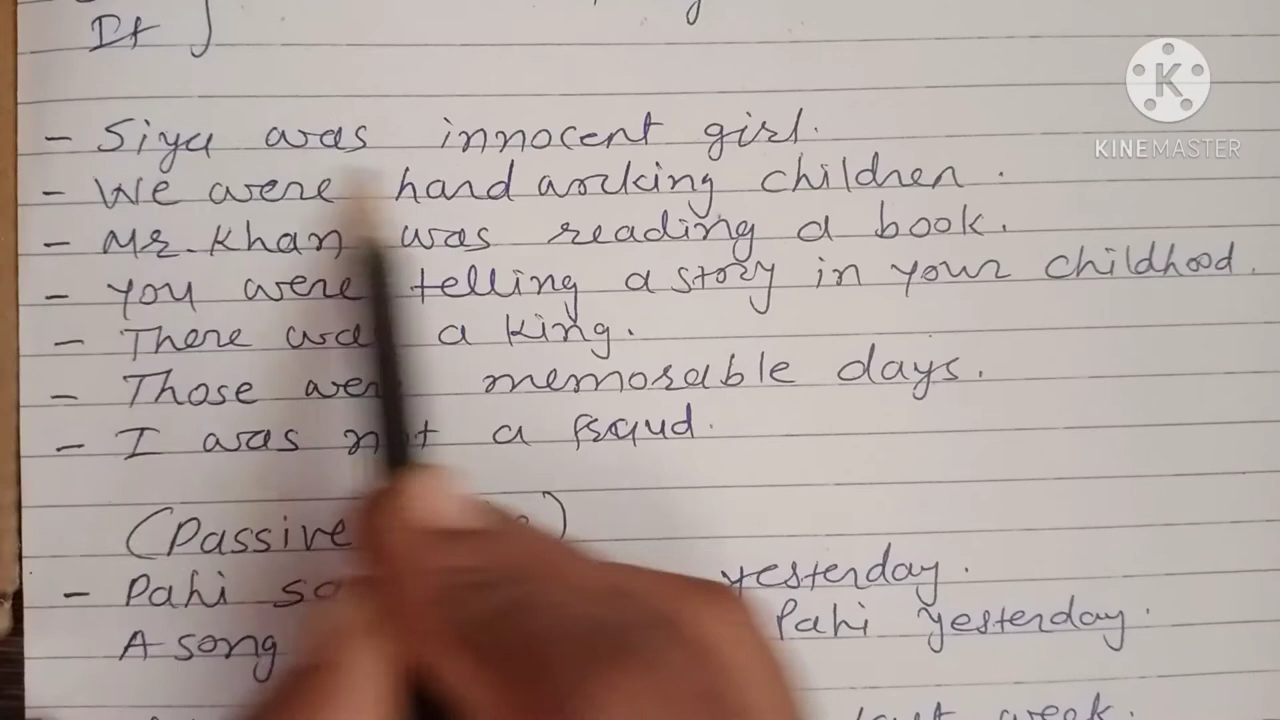 It }
- Siya was innocent girl.
- We were hard working children.
- Mr. Khan was reading a book.
- You were telling a story in your childhood.
- There was a king.
- Those were memorable days.
- I was not a fraud.
(Passive )
- Pahi yesterday.
A song Pahi yesterday.
last week.
KINEMASTER